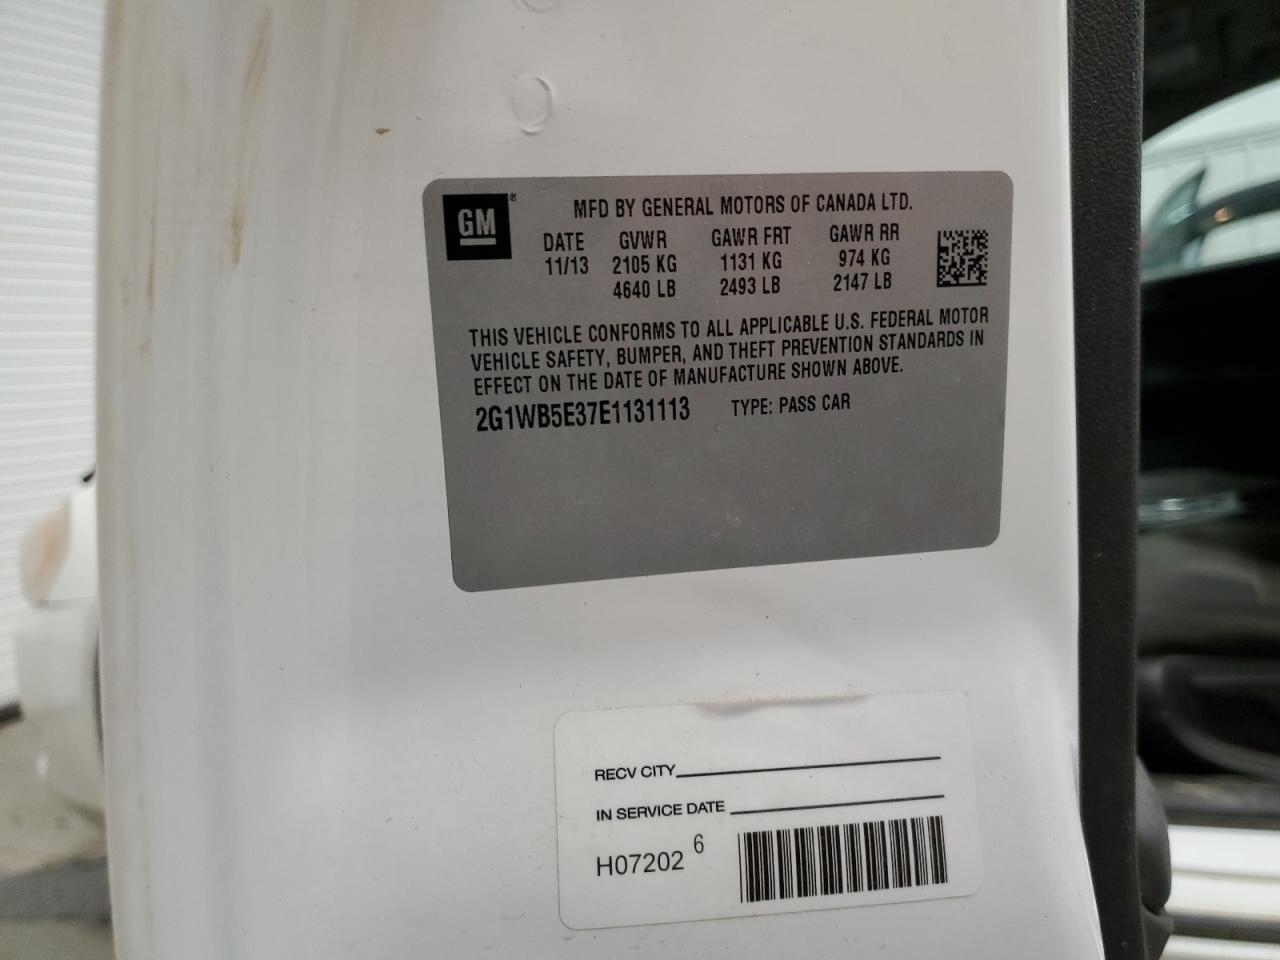 GM®
MFD BY GENERAL MOTORS OF CANADA LTD.
DATE GVWR GAWR FRT GAWR RR
11/13 2105 KG 1131 KG 974 KG
4640 LB 2493 LB 2147 LB
THIS VEHICLE CONFORMS TO ALL APPLICABLE U.S. FEDERAL MOTOR
VEHICLE SAFETY, BUMPER, AND THEFT PREVENTION STANDARDS IN
EFFECT ON THE DATE OF MANUFACTURE SHOWN ABOVE.
2G1WB5E37E1131113 TYPE: PASS CAR
RECV CITY
IN SERVICE DATE
H07202 6